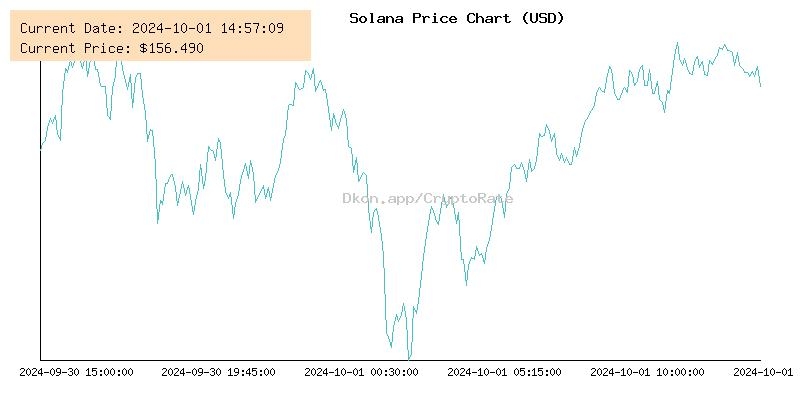 Solana Price Chart (USD)
Current Date: 2024-10-01 14:57:09
Current Price: $156.490
Dkon.app/CryptoRate
2024-09-30 15:00:00
2024-09-30 19:45:00
2024-10-01 00:30:00
2024-10-01 05:15:00
2024-10-01 10:00:00
2024-10-01